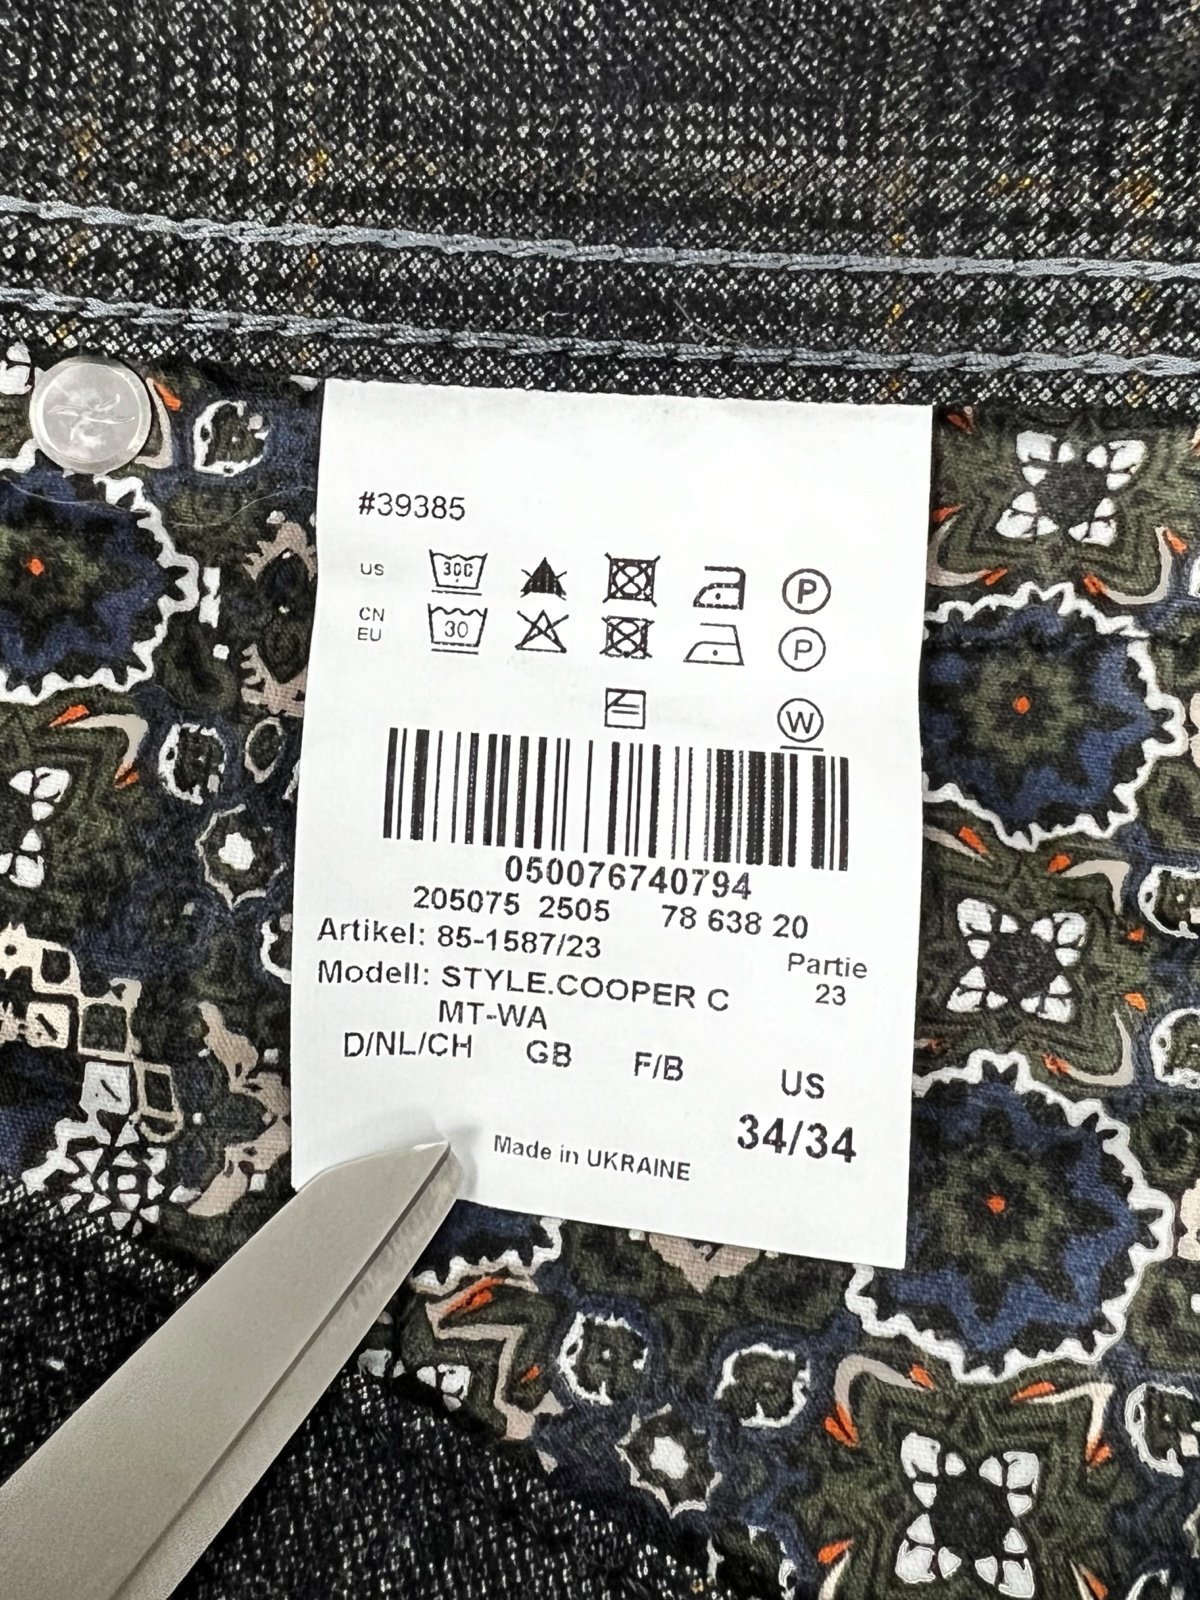 #39385
US 30C P
CN
EU 30 P
W
050076740794
205075 2505 78 638 20
Artikel: 85-1587/23
Partie
23
Modell: STYLE.COOPER C
MT-WA
D/NL/CH GB F/B US
34/34
Made in UKRAINE